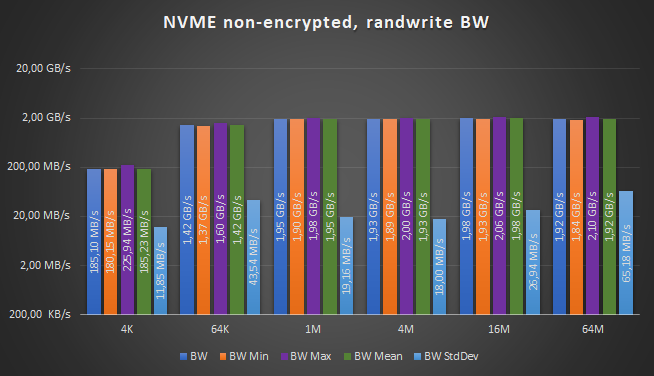 NVME non-encrypted, randwrite BW
20,00 GB/s
2,00 GB/s
200,00 MB/s
20,00 MB/s
2,00 MB/s
200,00 KB/s
185,10 MB/s
180,15 MB/s
225,94 MB/s
185,23 MB/s
11,85 MB/s
1,42 GB/s
1,37 GB/s
1,60 GB/s
1,42 GB/s
43,54 MB/s
1,95 GB/s
1,90 GB/s
1,98 GB/s
1,95 GB/s
19,16 MB/s
1,93 GB/s
1,89 GB/s
2,00 GB/s
1,93 GB/s
18,00 MB/s
1,98 GB/s
1,93 GB/s
2,06 GB/s
1,98 GB/s
26,94 MB/s
1,92 GB/s
1,84 GB/s
2,10 GB/s
1,92 GB/s
65,18 MB/s
4K 64K 1M 4M 16M 64M
BW BW Min BW Max BW Mean BW StdDev